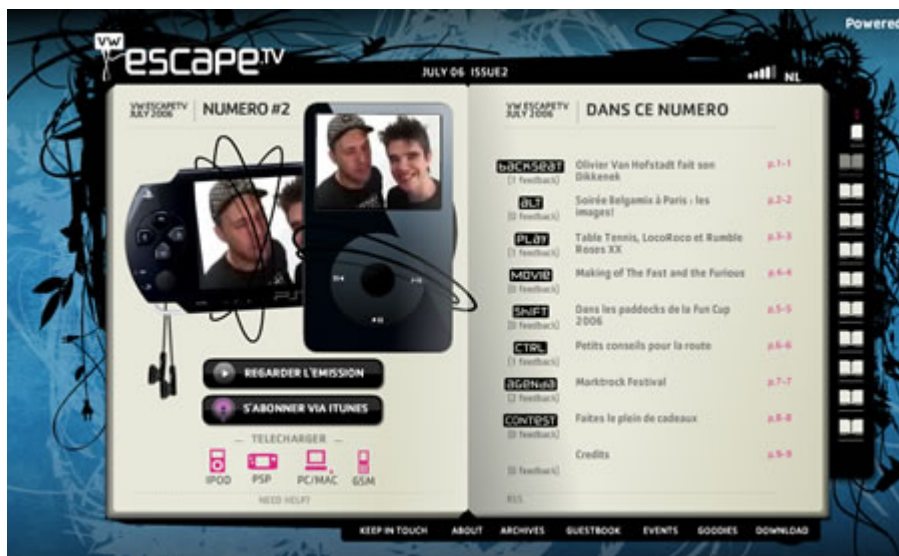 Powered
VW
escape.TV
JULY 06 ISSUE2
NL
VW ESCAPETV
JULY 2006
NUMERO #2
PSP
REGARDER L'EMISSION
S'ABONNER VIA ITUNES
— TELECHARGER —
IPOD PSP PC/MAC GSM
NEED HELP?
VW ESCAPETV
JULY 2006
DANS CE NUMERO
backseat
(1 feedback)
Olivier Van Hofstadt fait son
Dikkenek
p.1-1
aLT
(0 feedback)
Soirée Belgamix à Paris : les
images!
p.2-2
PLay
(1 feedback)
Table Tennis, LocoRoco et Rumble
Roses XX
p.3-3
MOVIE
(0 feedback)
Making of The Fast and the Furious
p.4-4
ShiFT
(0 feedback)
Dans les paddocks de la Fun Cup
2006
p.5-5
CTRL
(1 feedback)
Petits conseils pour la route
p.6-6
agenda
(2 feedback)
Marktrock Festival
p.7-7
CONTEST
(0 feedback)
Faites le plein de cadeaux
p.8-8
Credits
(0 feedback)
p.9-9
RSS
KEEP IN TOUCH ABOUT ARCHIVES GUESTBOOK EVENTS GOODIES DOWNLOAD